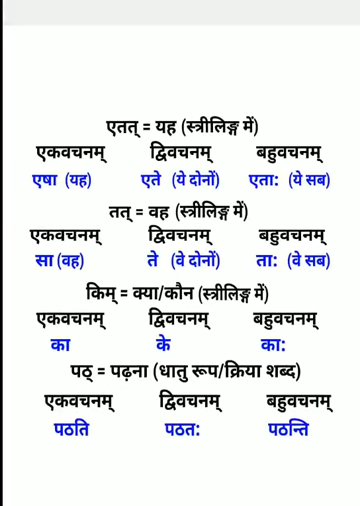 एतत् = यह (स्त्रीलिङ्ग में)
एकवचनम् द्विवचनम् बहुवचनम्
एषा (यह) एते (ये दोनों) एता: (ये सब)
तत् = वह (स्त्रीलिङ्ग में)
एकवचनम् द्विवचनम् बहुवचनम्
सा (वह) ते (वे दोनों) ता: (वे सब)
किम् = क्या/कौन (स्त्रीलिङ्ग में)
एकवचनम् द्विवचनम् बहुवचनम्
का के का:
पठ् = पढ़ना (धातु रूप/क्रिया शब्द)
एकवचनम् द्विवचनम् बहुवचनम्
पठति पठत: पठन्ति